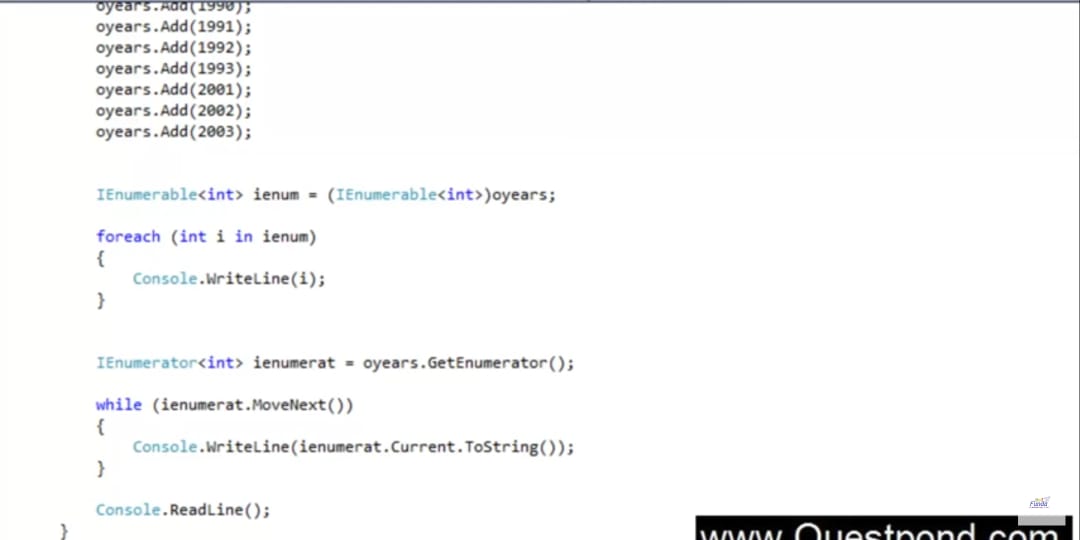 oyears.Add(1990);
oyears.Add(1991);
oyears.Add(1992);
oyears.Add(1993);
oyears.Add(2001);
oyears.Add(2002);
oyears.Add(2003);
IEnumerable<int> ienum = (IEnumerable<int>)oyears;
foreach (int i in ienum)
{
Console.WriteLine(i);
}
IEnumerator<int> ienumerat = oyears.GetEnumerator();
while (ienumerat.MoveNext())
{
Console.WriteLine(ienumerat.Current.ToString());
}
Console.ReadLine();
}
Funda
www.Questpond.com